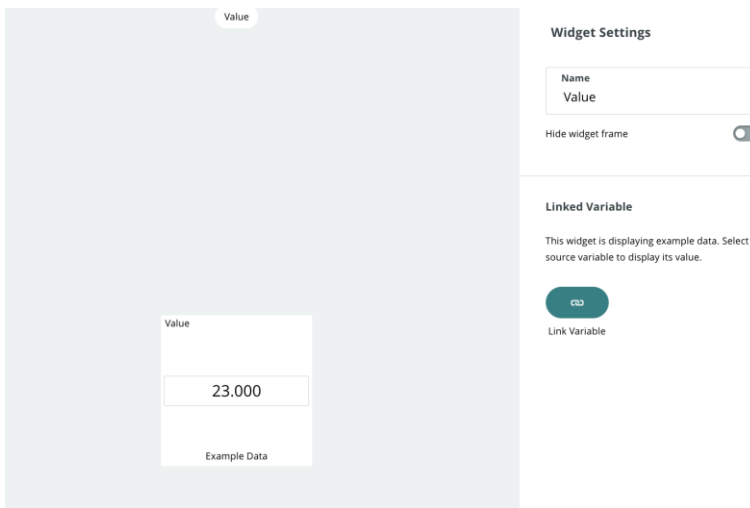 Value
Widget Settings
Name
Value
Hide widget frame
Linked Variable
This widget is displaying example data. Select
source variable to display its value.
Link Variable
Value
23.000
Example Data